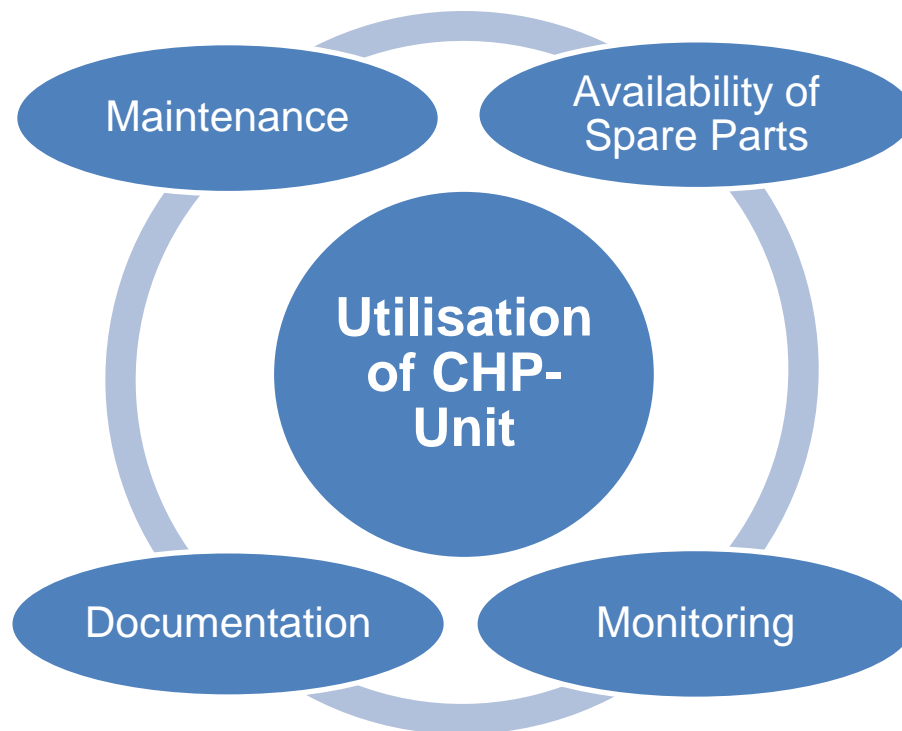 Maintenance
Availability of
Spare Parts
Utilisation
of CHP-
Unit
Documentation
Monitoring